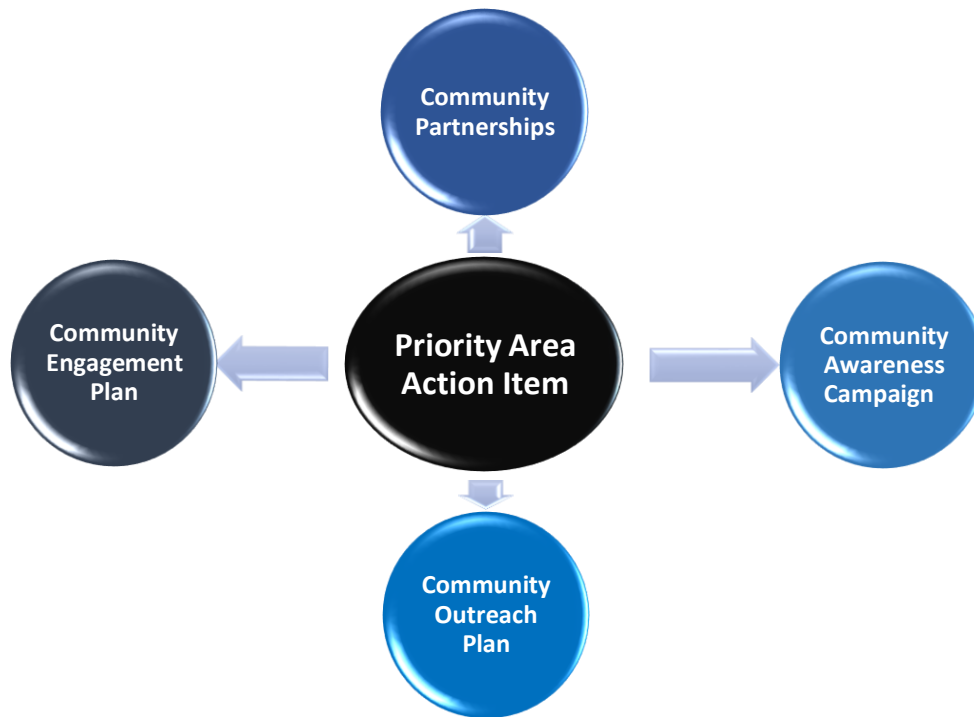 Community
Partnerships
Community
Engagement
Plan
Priority Area
Action Item
Community
Awareness
Campaign
Community
Outreach
Plan